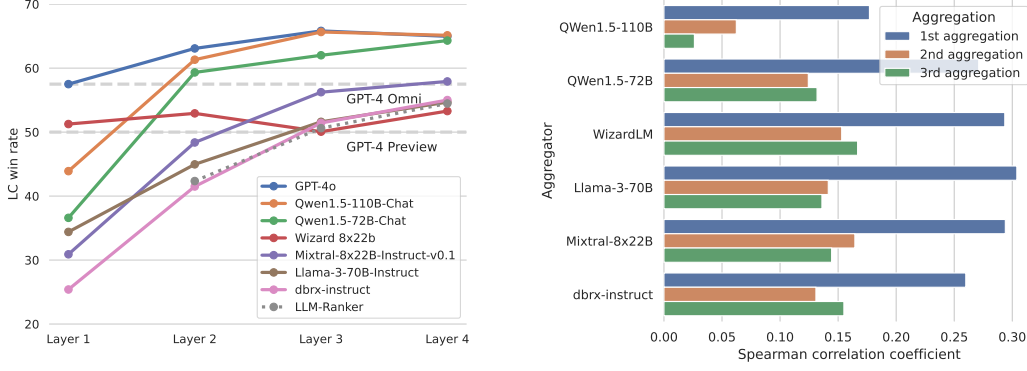 70
60
50
40
30
20
LC win rate
GPT-4 Omni
GPT-4 Preview
GPT-4o
Qwen1.5-110B-Chat
Qwen1.5-72B-Chat
Wizard 8x22b
Mixtral-8x22B-Instruct-v0.1
Llama-3-70B-Instruct
dbrx-instruct
LLM-Ranker
Layer 1
Layer 2
Layer 3
Layer 4
Aggregator
QWen1.5-110B
QWen1.5-72B
WizardLM
Llama-3-70B
Mixtral-8x22B
dbrx-instruct
Aggregation
1st aggregation
2nd aggregation
3rd aggregation
0.00
0.05
0.10
0.15
0.20
0.25
0.30
Spearman correlation coefficient